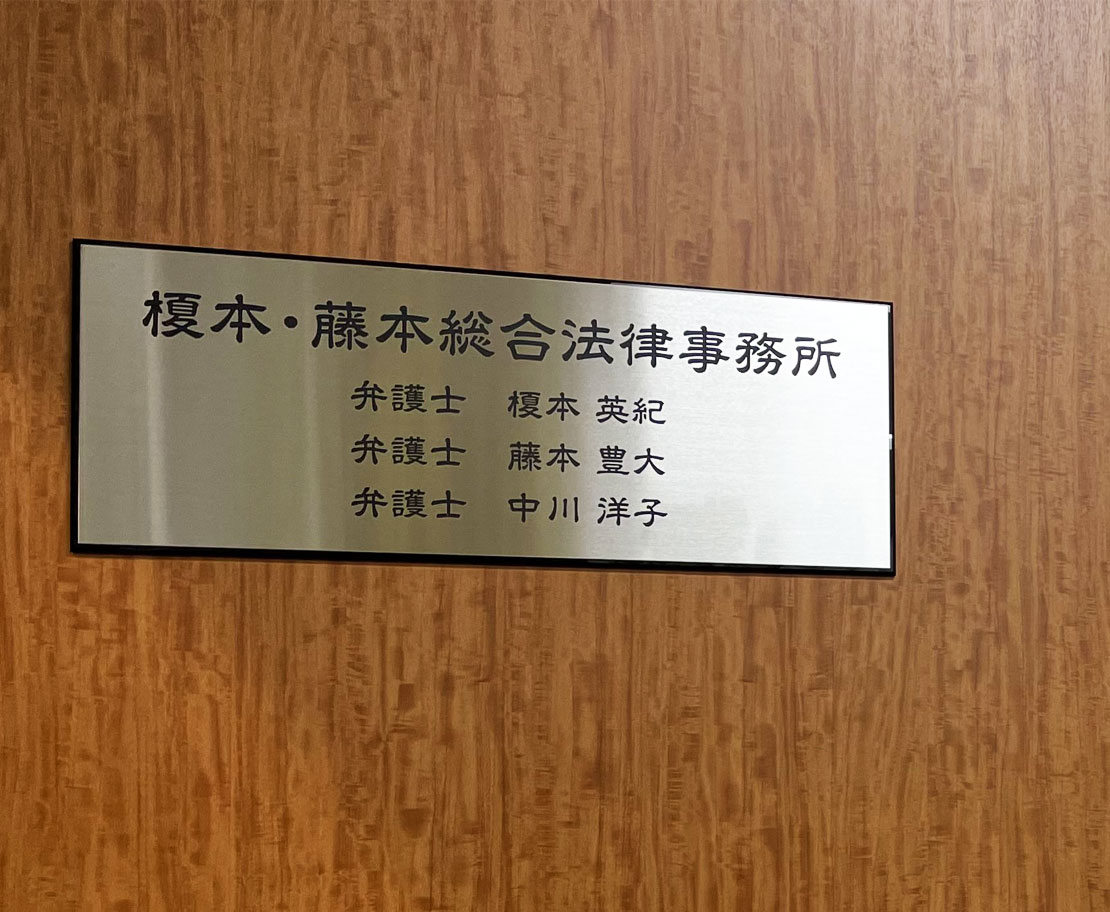 榎本・藤本総合法律事務所
弁護士 榎本 英紀
弁護士 藤本 豊大
弁護士 中川 洋子